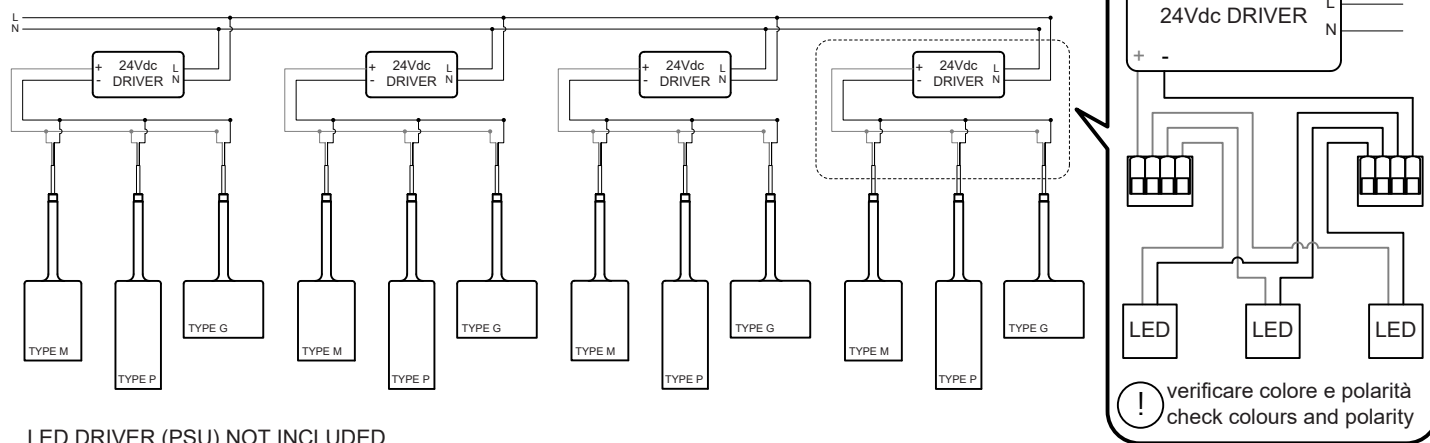 L
N
+ 24Vdc L
- DRIVER N
+ 24Vdc L
- DRIVER N
+ 24Vdc L
- DRIVER N
+ 24Vdc L
- DRIVER N
TYPE M
TYPE P
TYPE G
TYPE M
TYPE P
TYPE G
TYPE M
TYPE P
TYPE G
TYPE M
TYPE P
TYPE G
LED DRIVER (PSU) NOT INCLUDED
L
24Vdc DRIVER
N
+ -
LED LED LED
! verificare colore e polarità
check colours and polarity